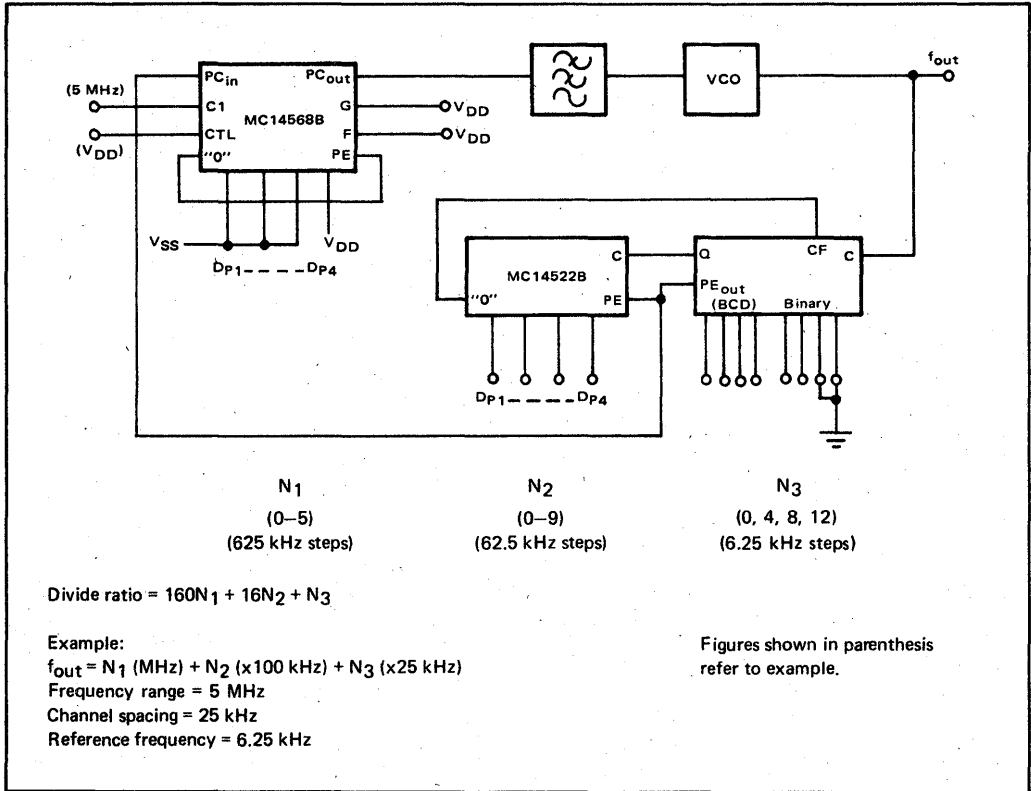 PCin PCout
(5 MHz)
C1 G VDD
MC14568B
CTL F VDD
(VDD)
"0" PE
VSS VDD
DP1 – – – – DP4
VCO
fout
CF
C Q C
MC14522B
PEout
"0" PE
(BCD) Binary
DP1 – – – – DP4
N1 N2 N3
(0–5) (0–9) (0, 4, 8, 12)
(625 kHz steps) (62.5 kHz steps) (6.25 kHz steps)
Divide ratio = 160N1 + 16N2 + N3
Example:
fout = N1 (MHz) + N2 (x100 kHz) + N3 (x25 kHz)
Frequency range = 5 MHz
Channel spacing = 25 kHz
Reference frequency = 6.25 kHz
Figures shown in parenthesis
refer to example.